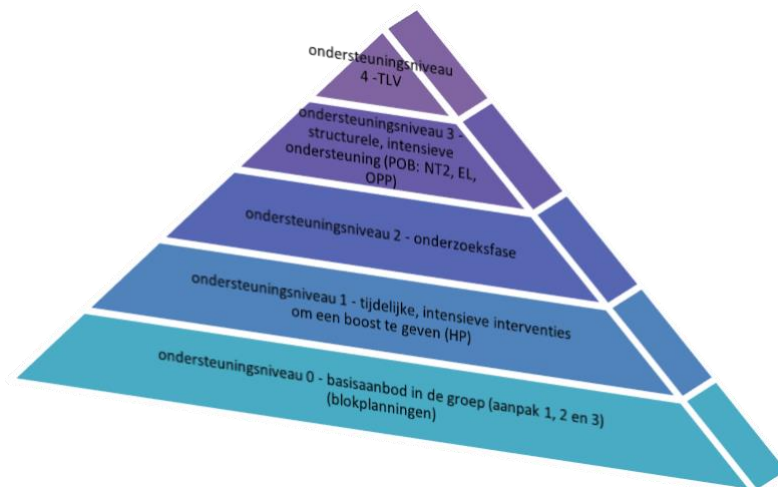 ondersteuningsniveau
4 -TLV
ondersteuningsniveau 3 -
structurele, intensieve
ondersteuning (POB: NT2, EL,
OPP)
ondersteuningsniveau 2 - onderzoeksfase
ondersteuningsniveau 1 - tijdelijke, intensieve interventies
om een boost te geven (HP)
ondersteuningsniveau 0 - basisaanbod in de groep (aanpak 1, 2 en 3)
(blokplanningen)